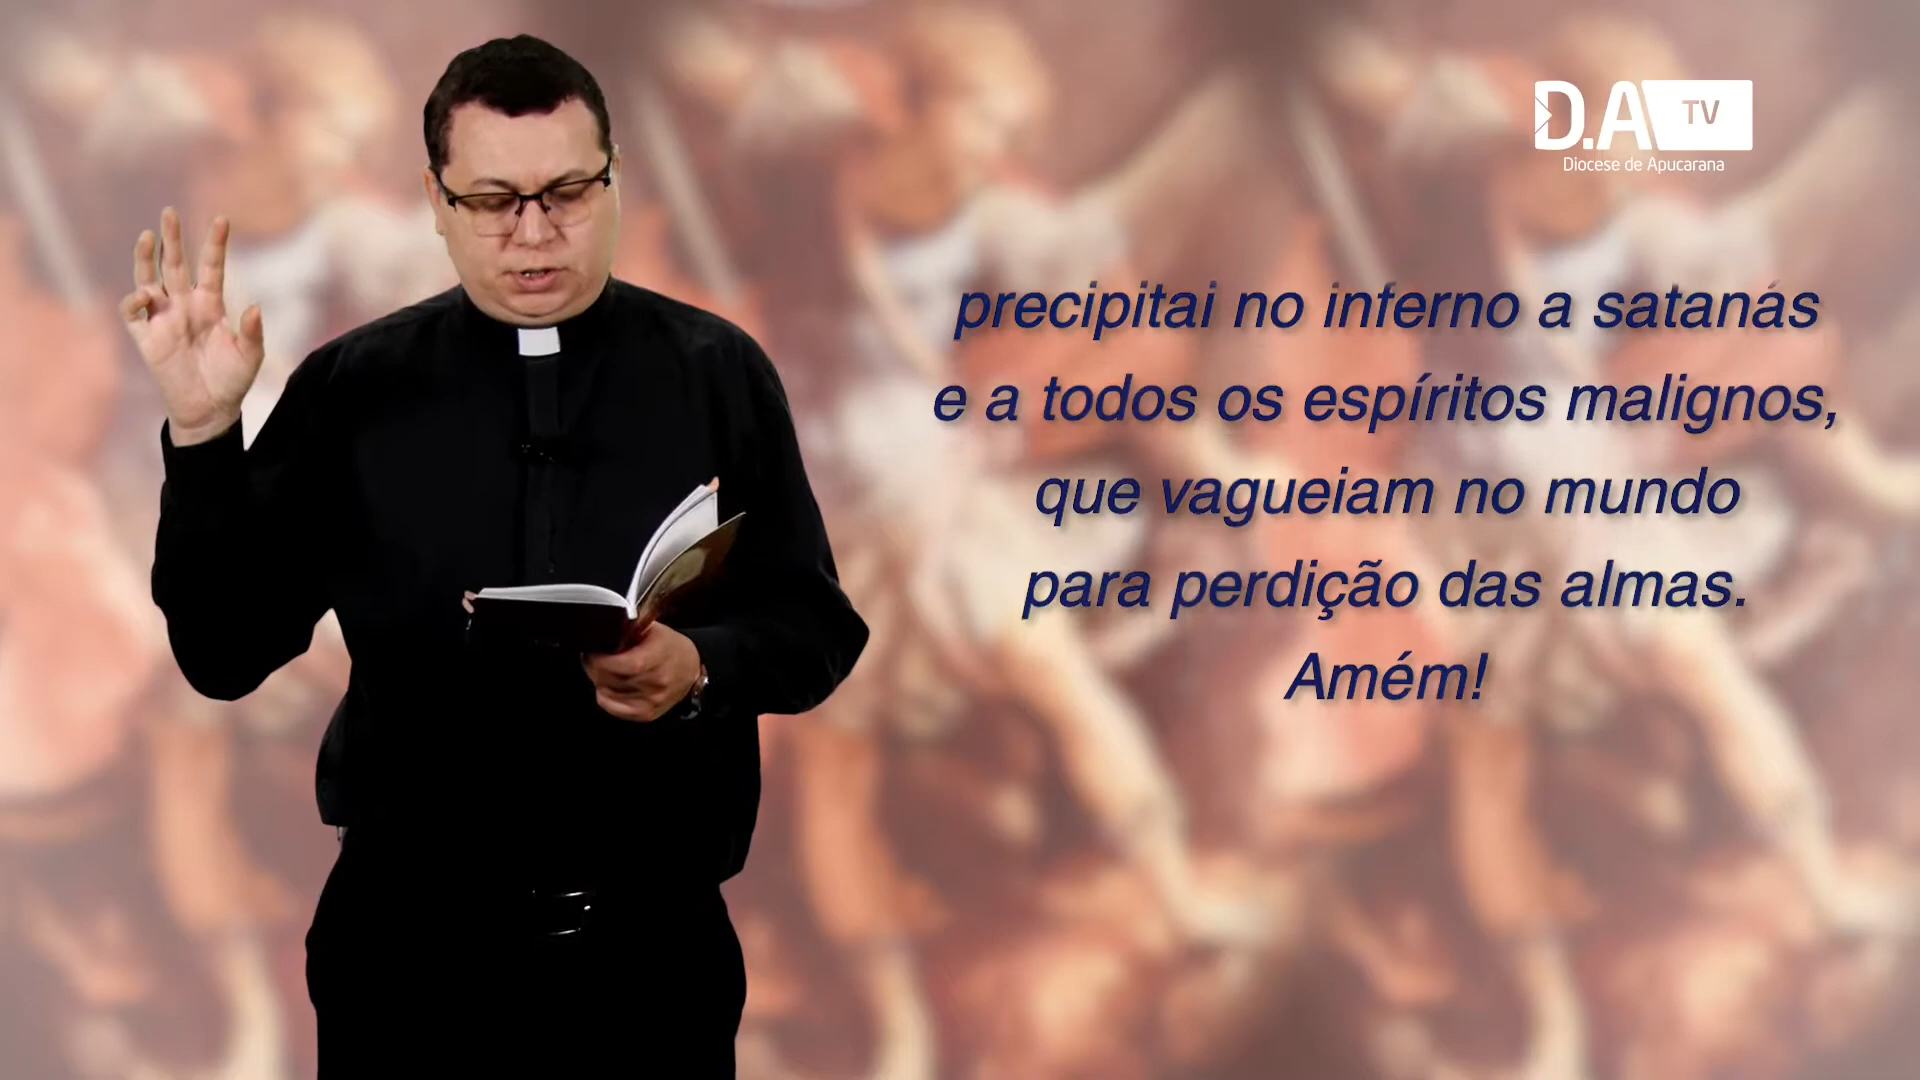 D.A TV
Diocese de Apucarana
precipitai no inferno a satanás
e a todos os espíritos malignos,
que vagueiam no mundo
para perdição das almas.
Amém!